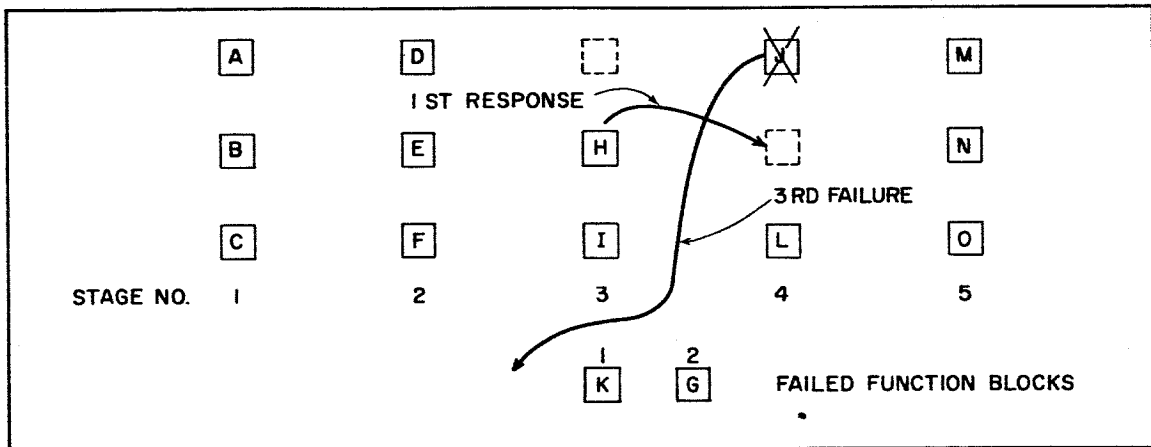 A D J M
1 ST RESPONSE
B E H N
3 RD FAILURE
C F I L O
STAGE NO. 1 2 3 4 5
1 2
K G FAILED FUNCTION BLOCKS